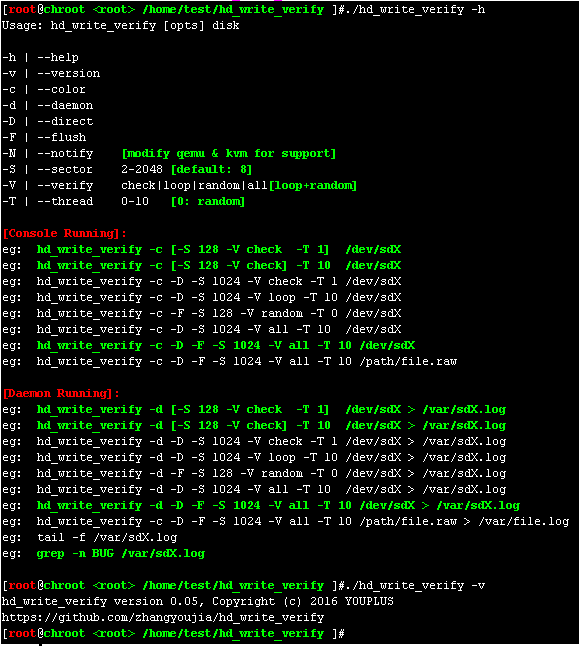 [root@chroot <root> /home/test/hd_write_verify ]#./hd_write_verify -h
Usage: hd_write_verify [opts] disk
-h | --help
-v | --version
-c | --color
-d | --daemon
-D | --direct
-F | --flush
-N | --notify    [modify qemu & kvm for support]
-S | --sector    2-2048 [default: 8]
-V | --verify    check|loop|random|all[loop+random]
-T | --thread    0-10   [0: random]
[Console Running]:
eg:  hd_write_verify -c [-S 128 -V check  -T 1]  /dev/sdX
eg:  hd_write_verify -c [-S 128 -V check] -T 10  /dev/sdX
eg:  hd_write_verify -c -D -S 1024 -V check -T 1 /dev/sdX
eg:  hd_write_verify -c -D -S 1024 -V loop -T 10 /dev/sdX
eg:  hd_write_verify -c -F -S 128 -V random -T 0 /dev/sdX
eg:  hd_write_verify -c -D -S 1024 -V all -T 10  /dev/sdX
eg:  hd_write_verify -c -D -F -S 1024 -V all -T 10 /dev/sdX
eg:  hd_write_verify -c -D -F -S 1024 -V all -T 10 /path/file.raw
[Daemon Running]:
eg:  hd_write_verify -d [-S 128 -V check  -T 1]  /dev/sdX > /var/sdX.log
eg:  hd_write_verify -d [-S 128 -V check] -T 10  /dev/sdX > /var/sdX.log
eg:  hd_write_verify -d -D -S 1024 -V check -T 1 /dev/sdX > /var/sdX.log
eg:  hd_write_verify -d -D -S 1024 -V loop -T 10 /dev/sdX > /var/sdX.log
eg:  hd_write_verify -d -F -S 128 -V random -T 0 /dev/sdX > /var/sdX.log
eg:  hd_write_verify -d -D -S 1024 -V all -T 10  /dev/sdX > /var/sdX.log
eg:  hd_write_verify -d -D -F -S 1024 -V all -T 10 /dev/sdX > /var/sdX.log
eg:  hd_write_verify -c -D -F -S 1024 -V all -T 10 /path/file.raw > /var/file.log
eg:  tail -f /var/sdX.log
eg:  grep -n BUG /var/sdX.log
[root@chroot <root> /home/test/hd_write_verify ]#./hd_write_verify -v
hd_write_verify version 0.05, Copyright (c) 2016 YOUPLUS
https://github.com/zhangyoujia/hd_write_verify
[root@chroot <root> /home/test/hd_write_verify ]#